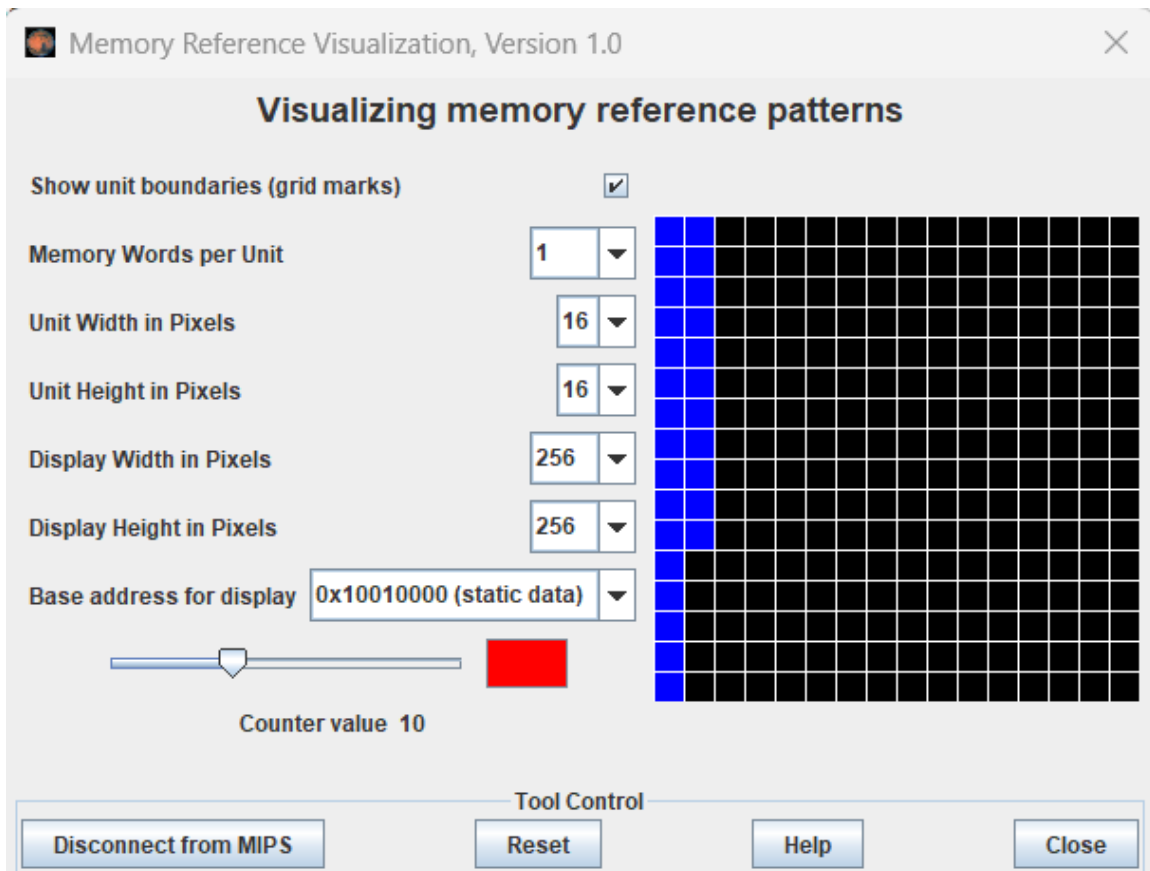 Memory Reference Visualization, Version 1.0
Visualizing memory reference patterns
Show unit boundaries (grid marks)
Memory Words per Unit 1
Unit Width in Pixels 16
Unit Height in Pixels 16
Display Width in Pixels 256
Display Height in Pixels 256
Base address for display 0x10010000 (static data)
Counter value 10
Tool Control
Disconnect from MIPS Reset Help Close